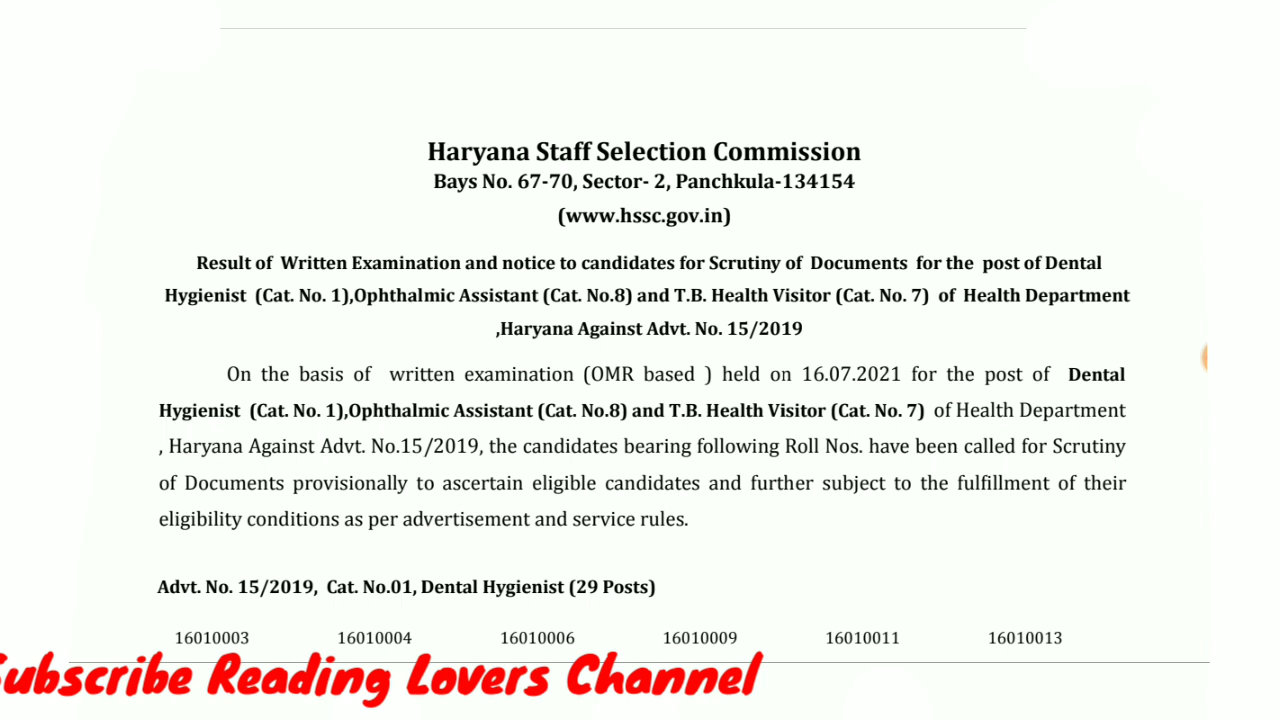 Haryana Staff Selection Commission
Bays No. 67-70, Sector- 2, Panchkula-134154
(www.hssc.gov.in)
Result of Written Examination and notice to candidates for Scrutiny of Documents for the post of Dental
Hygienist (Cat. No. 1),Ophthalmic Assistant (Cat. No.8) and T.B. Health Visitor (Cat. No. 7) of Health Department
,Haryana Against Advt. No. 15/2019
On the basis of written examination (OMR based ) held on 16.07.2021 for the post of Dental
Hygienist (Cat. No. 1),Ophthalmic Assistant (Cat. No.8) and T.B. Health Visitor (Cat. No. 7) of Health Department
, Haryana Against Advt. No.15/2019, the candidates bearing following Roll Nos. have been called for Scrutiny
of Documents provisionally to ascertain eligible candidates and further subject to the fulfillment of their
eligibility conditions as per advertisement and service rules.
Advt. No. 15/2019, Cat. No.01, Dental Hygienist (29 Posts)
16010003 16010004 16010006 16010009 16010011 16010013
Subscribe Reading Lovers Channel